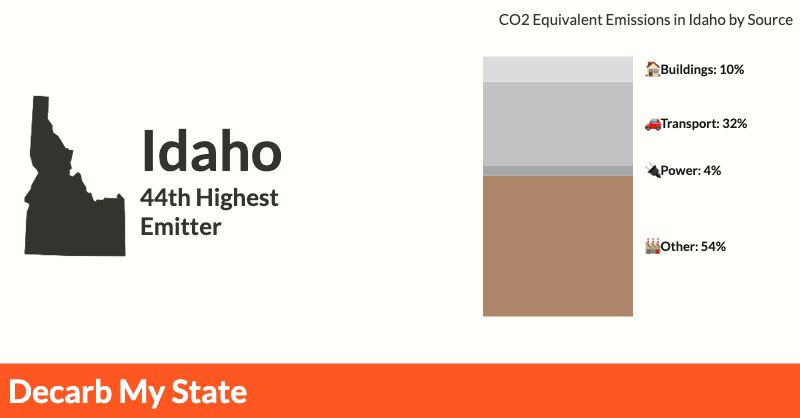 CO2 Equivalent Emissions in Idaho by Source
Idaho
44th Highest
Emitter
Buildings: 10%
Transport: 32%
Power: 4%
Other: 54%
Decarb My State